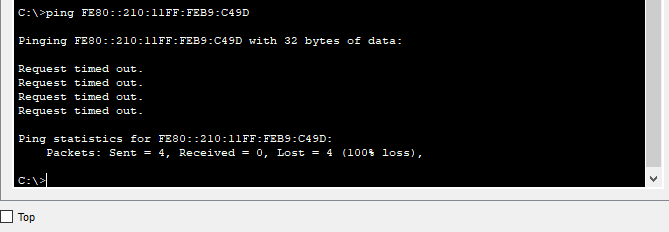 C:\>ping FE80::210:11FF:FEB9:C49D
Pinging FE80::210:11FF:FEB9:C49D with 32 bytes of data:
Request timed out.
Request timed out.
Request timed out.
Request timed out.
Ping statistics for FE80::210:11FF:FEB9:C49D:
    Packets: Sent = 4, Received = 0, Lost = 4 (100% loss),
C:\>
Top